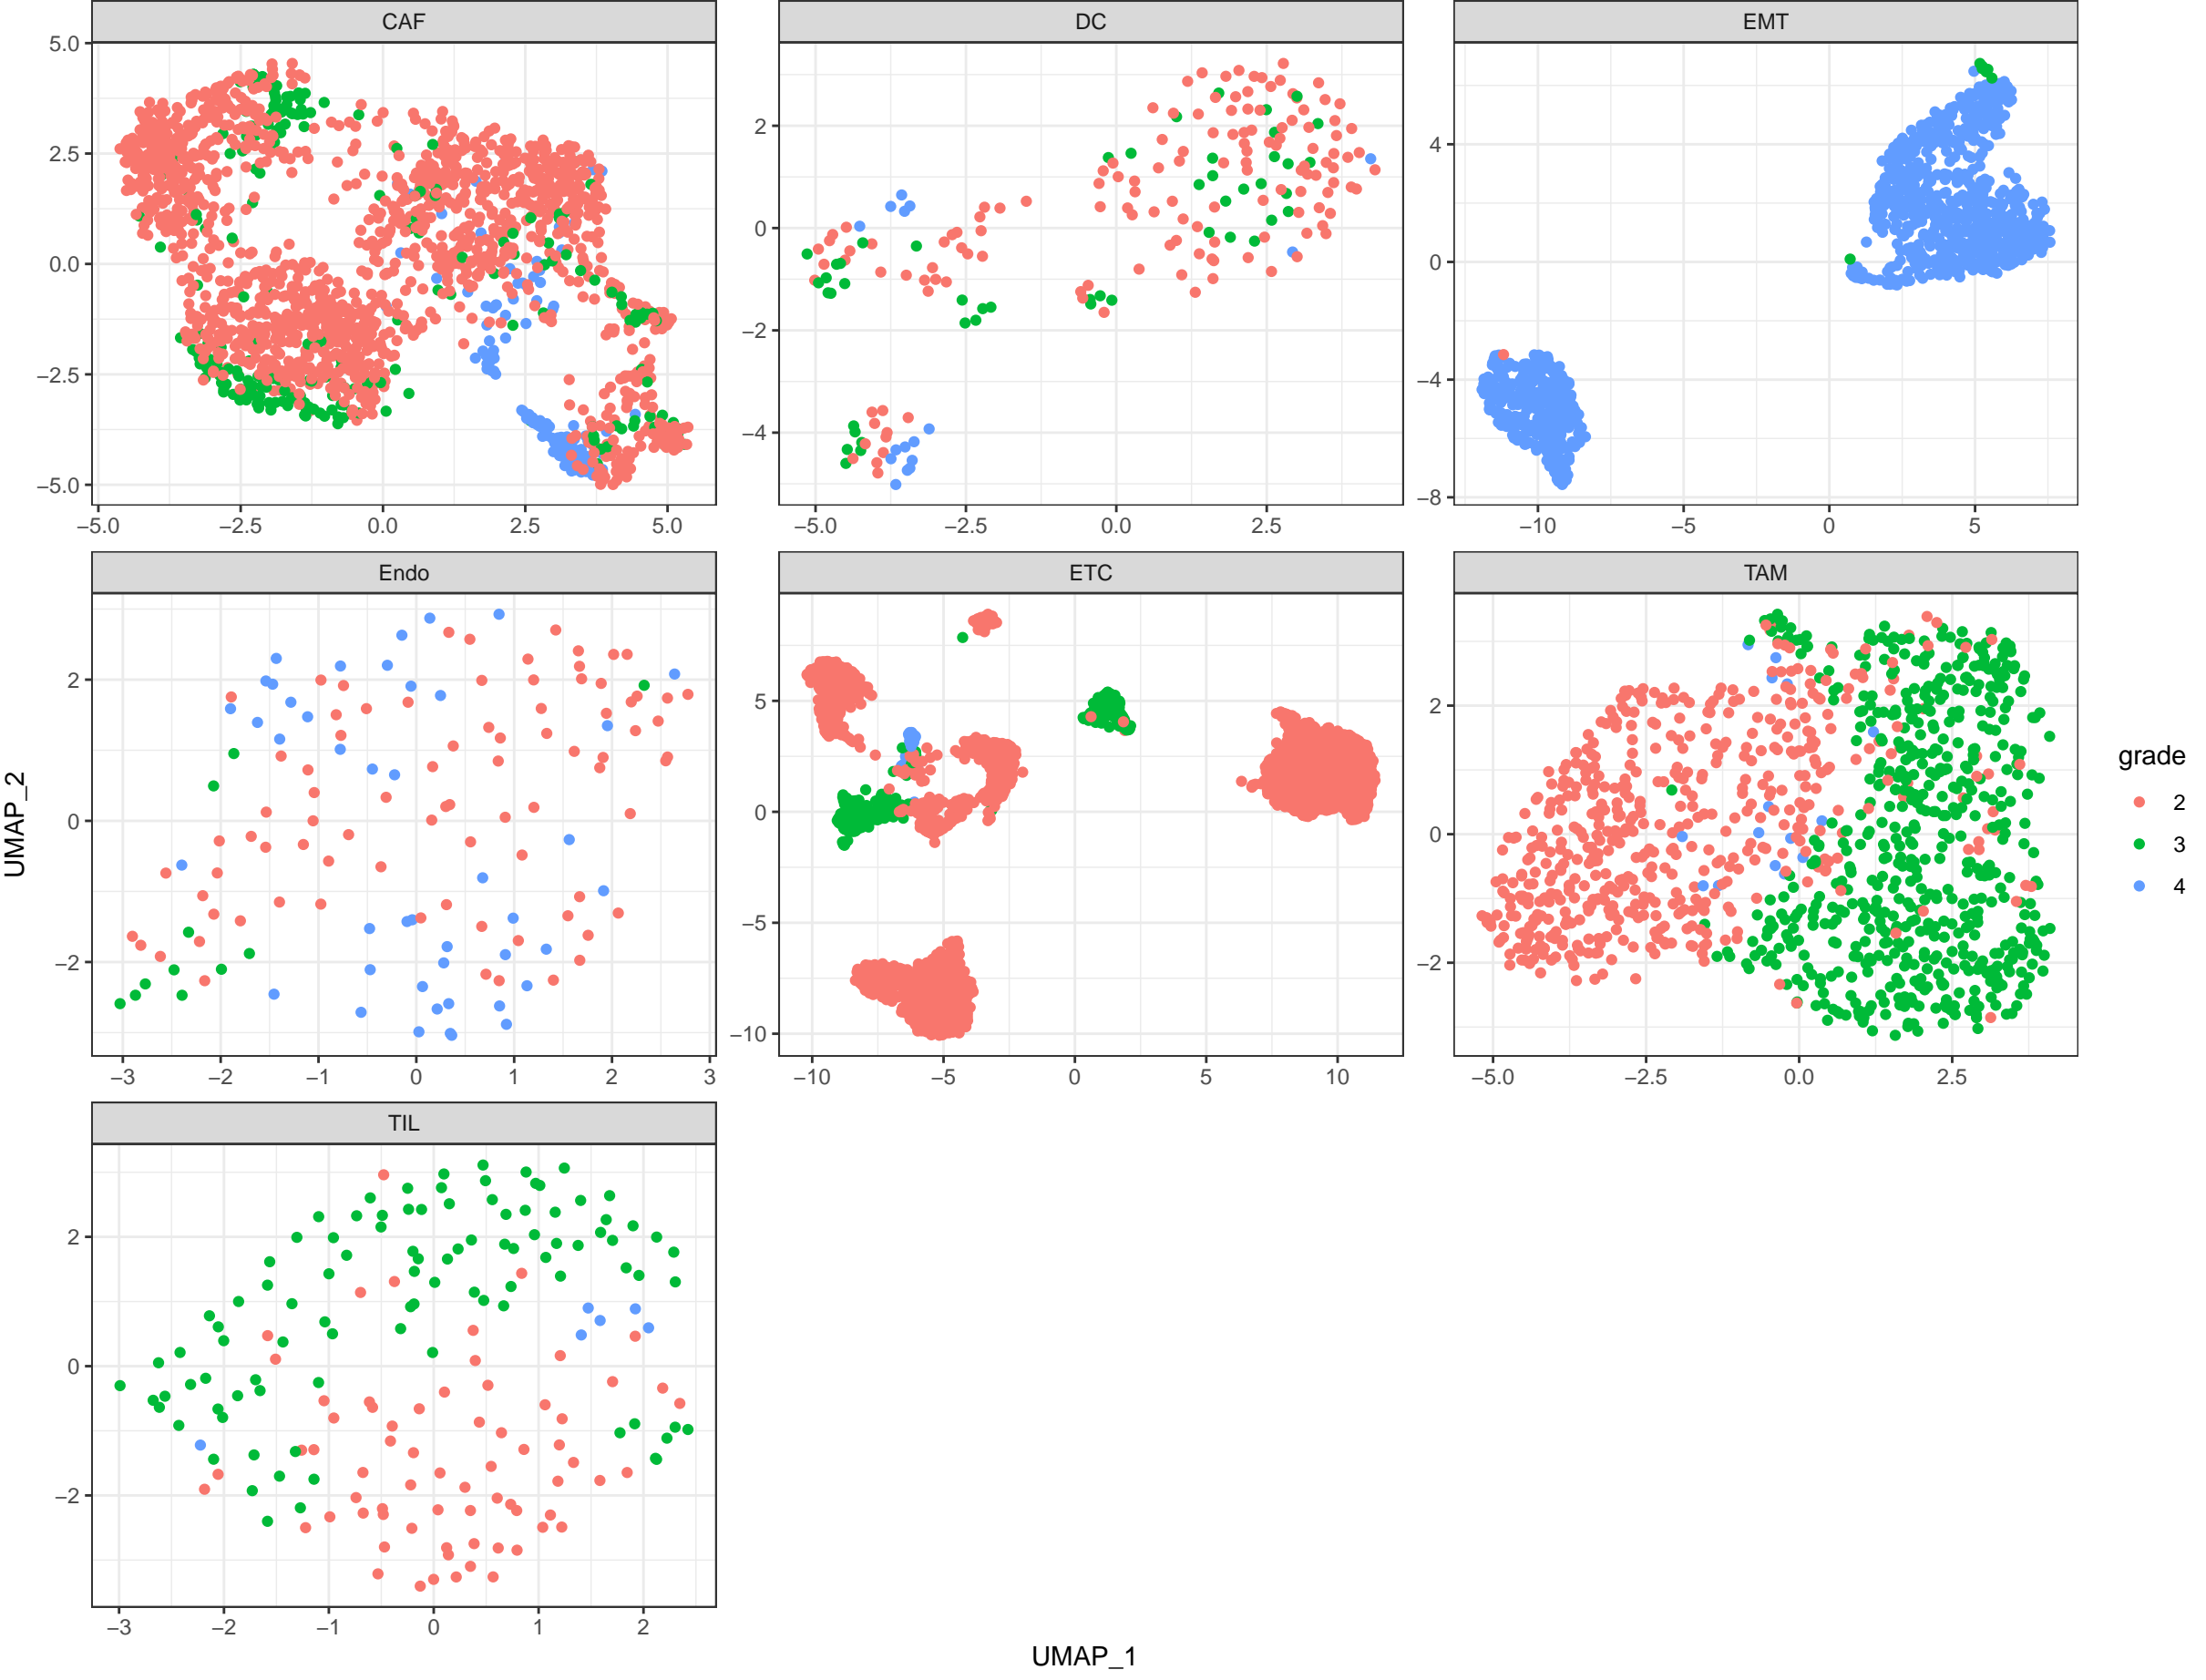 CAF DC EMT
5.0 2.5 0.0 −2.5 −5.0
2 0 −2 −4
4 0 −4 −8
−5.0 −2.5 0.0 2.5 5.0
−5.0 −2.5 0.0 2.5
−10 −5 0 5
Endo ETC TAM
2 0 −2
5 0 −5 −10
2 0 −2
−3 −2 −1 0 1 2 3
−10 −5 0 5 10
−5.0 −2.5 0.0 2.5
TIL
2 0 −2
−3 −2 −1 0 1 2
UMAP_1
UMAP_2
grade
2
3
4